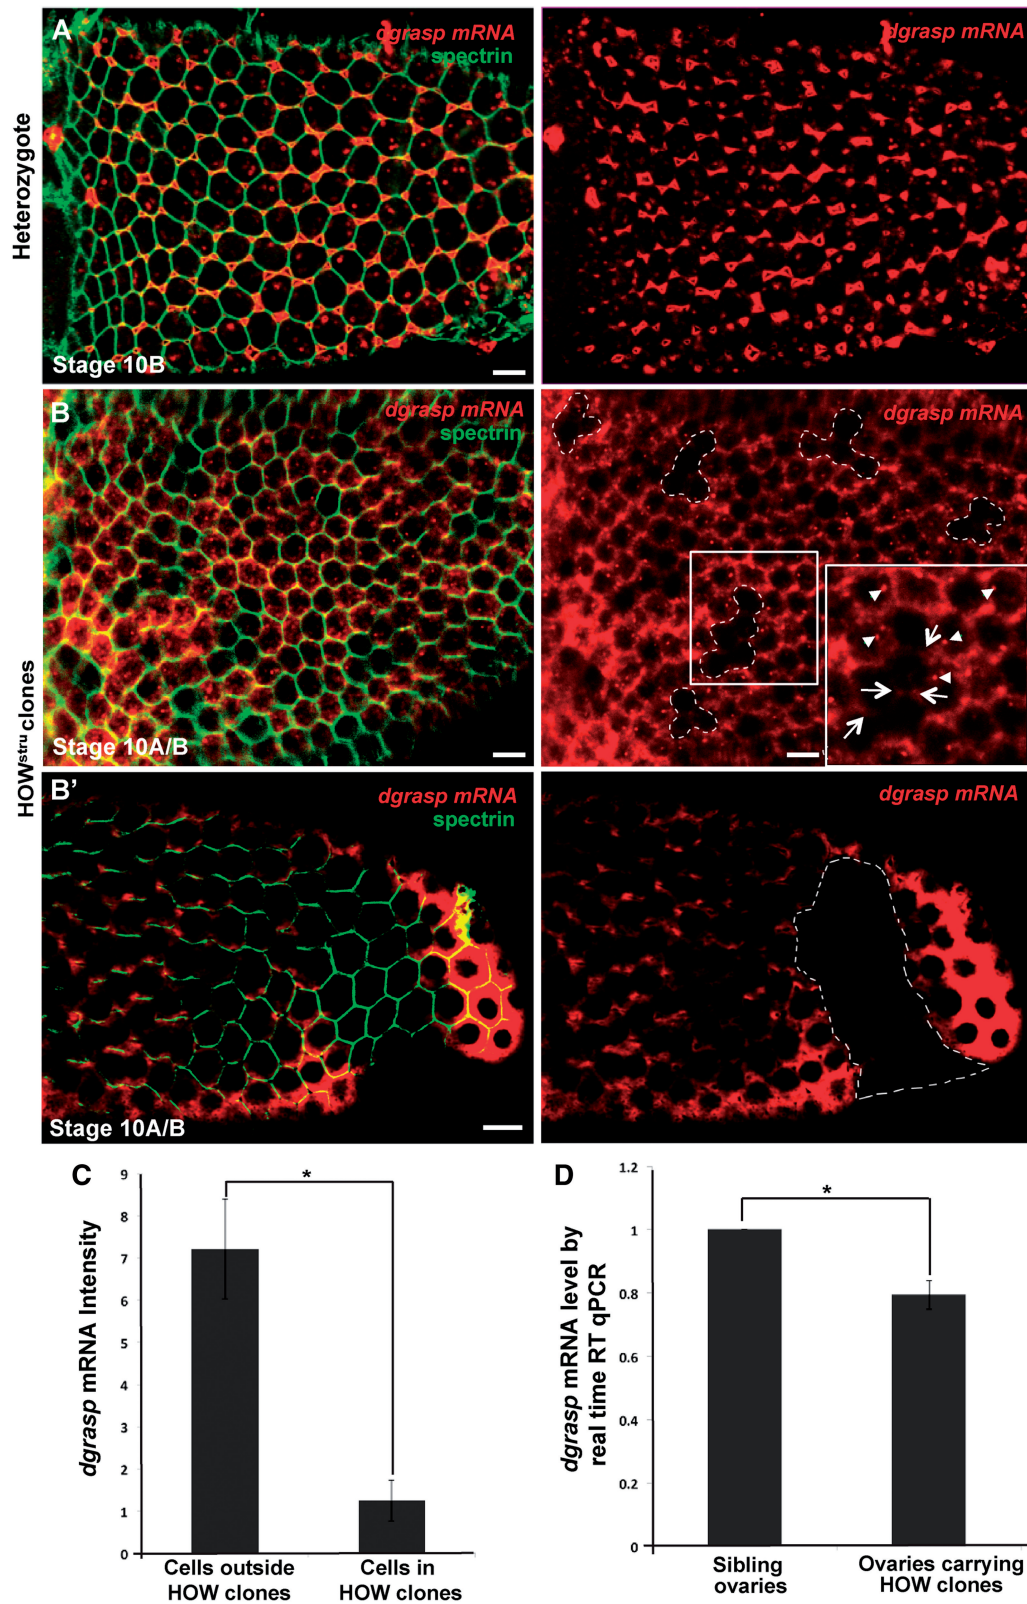 A
dgrasp mRNA
spectrin
dgrasp mRNA
Heterozygote
Stage 10B
B
dgrasp mRNA
spectrin
dgrasp mRNA
HOWstru clones
Stage 10A/B
B'
dgrasp mRNA
spectrin
dgrasp mRNA
Stage 10A/B
C
dgrasp mRNA Intensity
9
8
7
6
5
4
3
2
1
0
*
Cells outside
HOW clones
Cells in
HOW clones
D
dgrasp mRNA level by
real time RT qPCR
1.2
1
0.8
0.6
0.4
0.2
0
*
Sibling
ovaries
Ovaries carrying
HOW clones